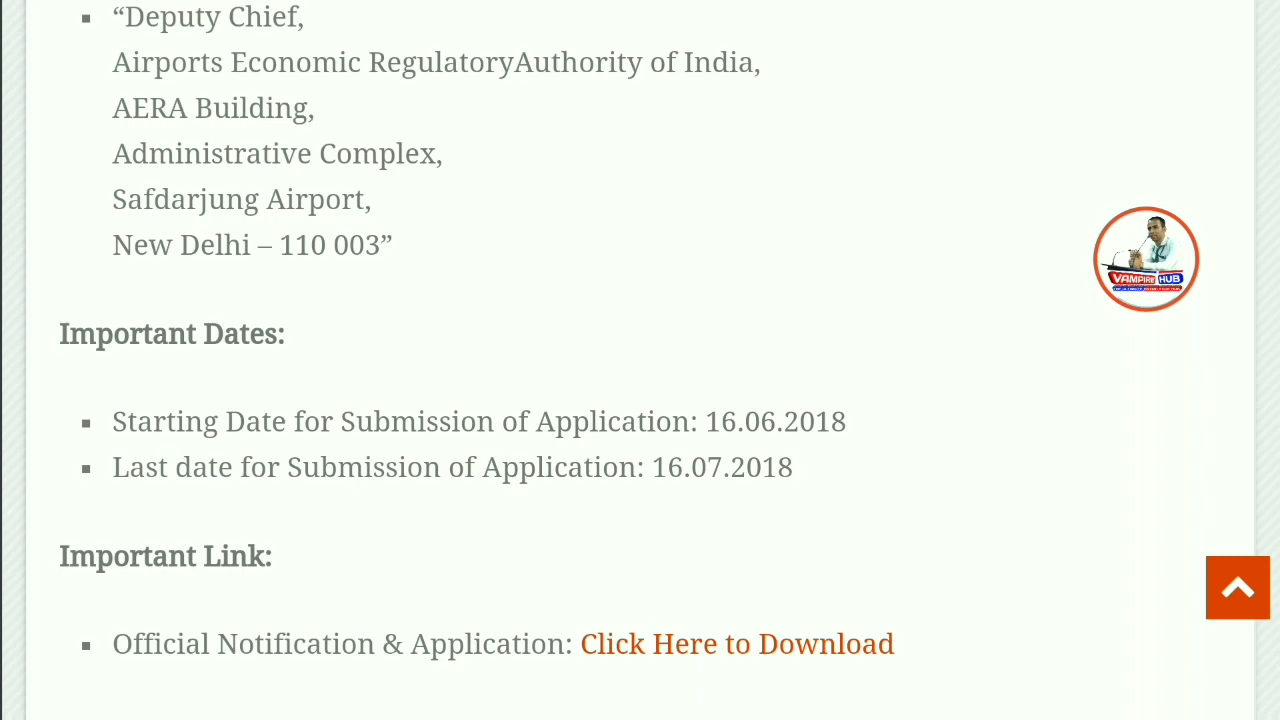 “Deputy Chief,
Airports Economic RegulatoryAuthority of India,
AERA Building,
Administrative Complex,
Safdarjung Airport,
New Delhi – 110 003”
VAMPIRE HUB
Important Dates:
Starting Date for Submission of Application: 16.06.2018
Last date for Submission of Application: 16.07.2018
Important Link:
Official Notification & Application: Click Here to Download